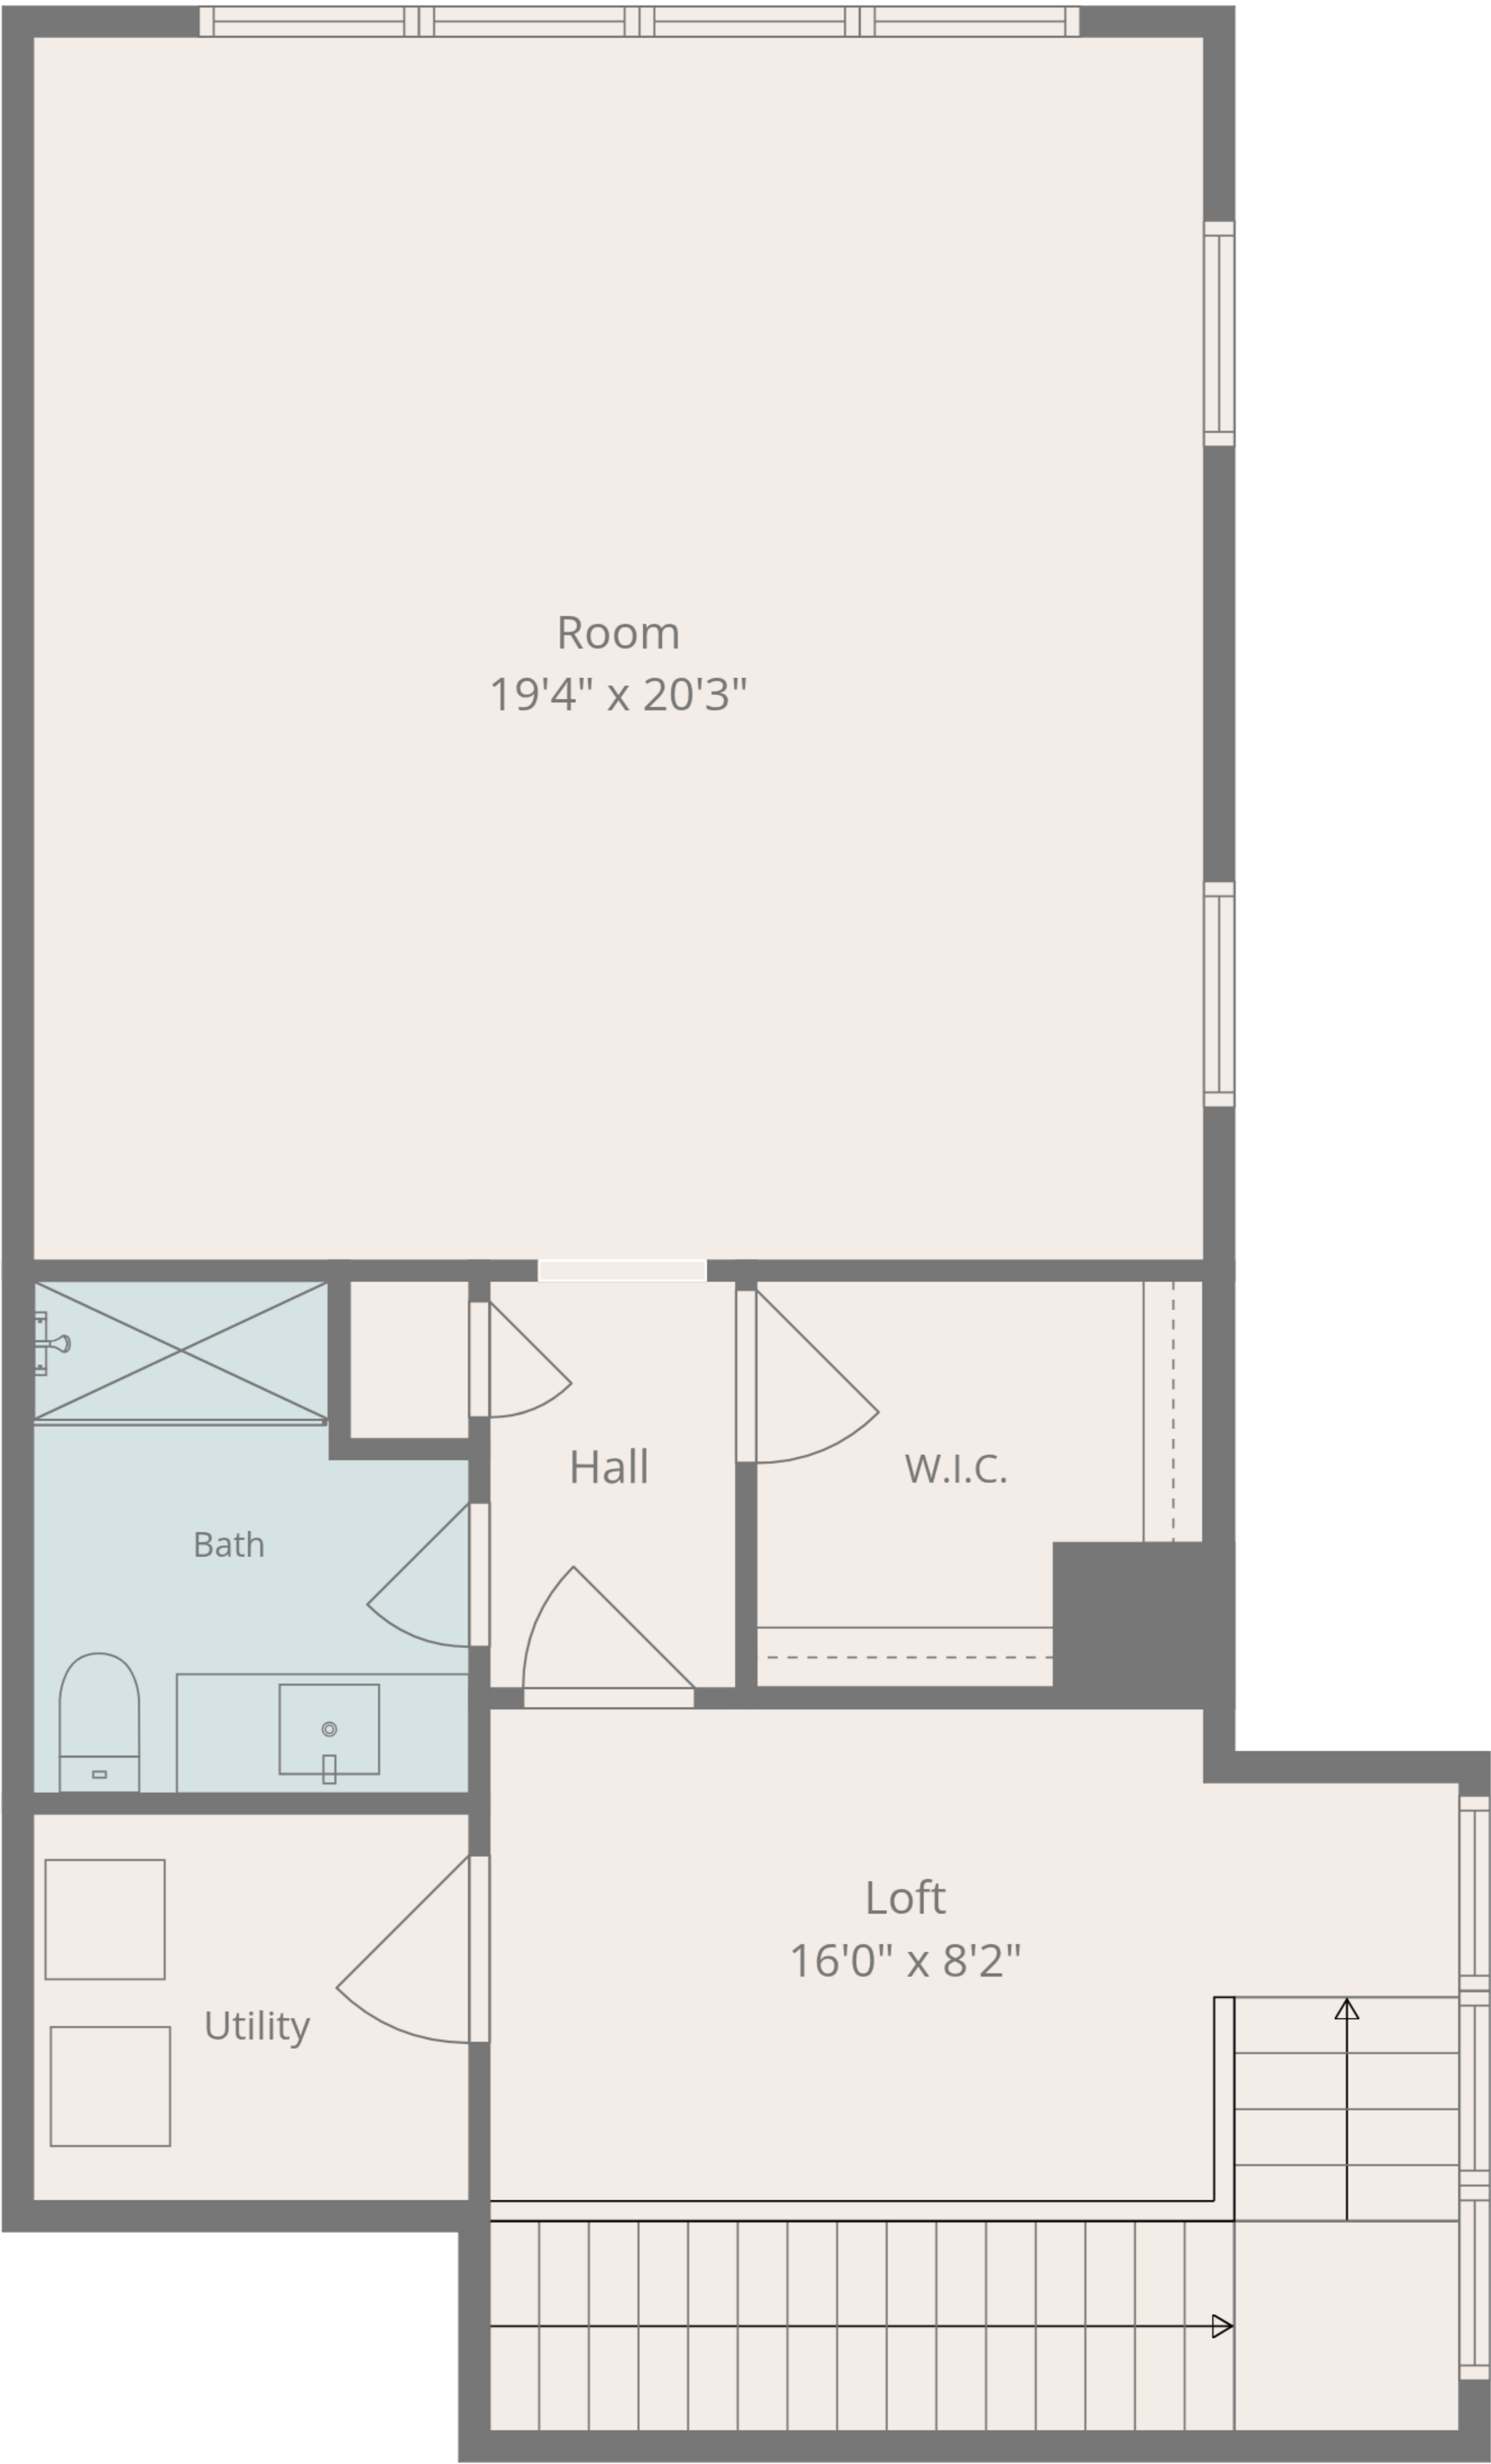 Room
19'4" x 20'3"
Hall
W.I.C.
Bath
Loft
16'0" x 8'2"
Utility